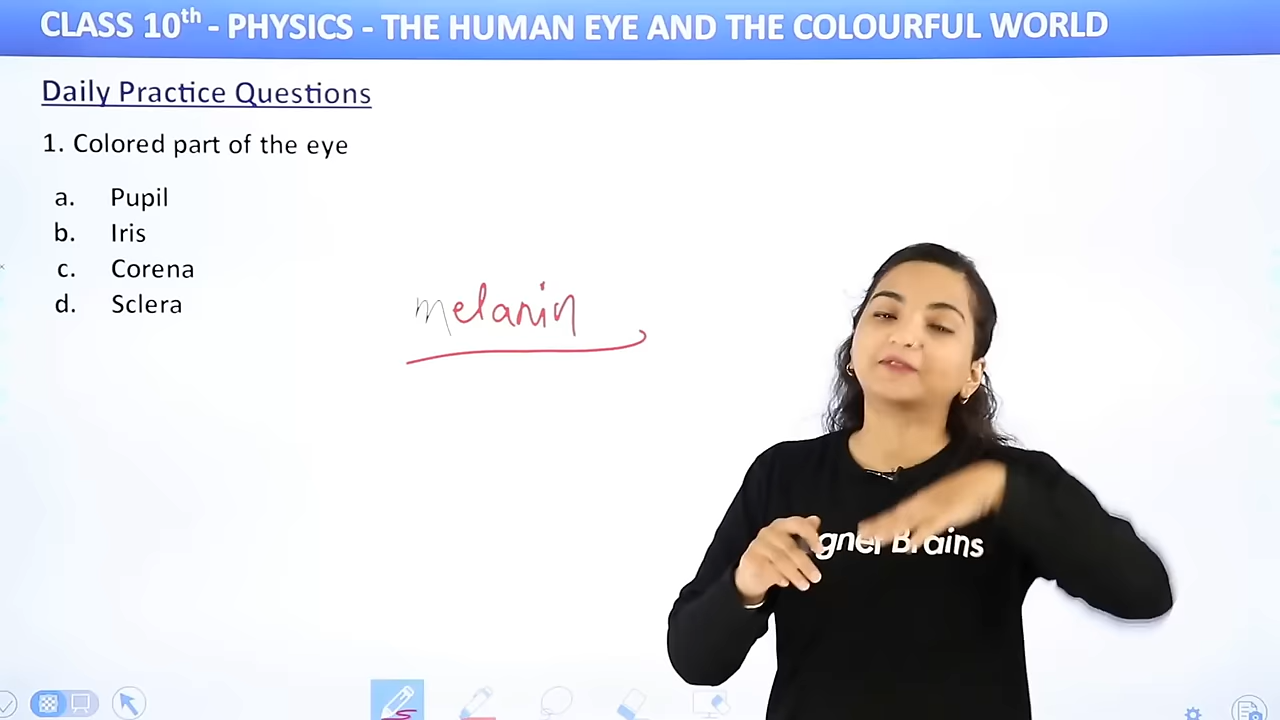 CLASS 10th - PHYSICS - THE HUMAN EYE AND THE COLOURFUL WORLD
Daily Practice Questions
1. Colored part of the eye
a. Pupil
b. Iris
c. Corena
d. Sclera
melanin
gner Brains